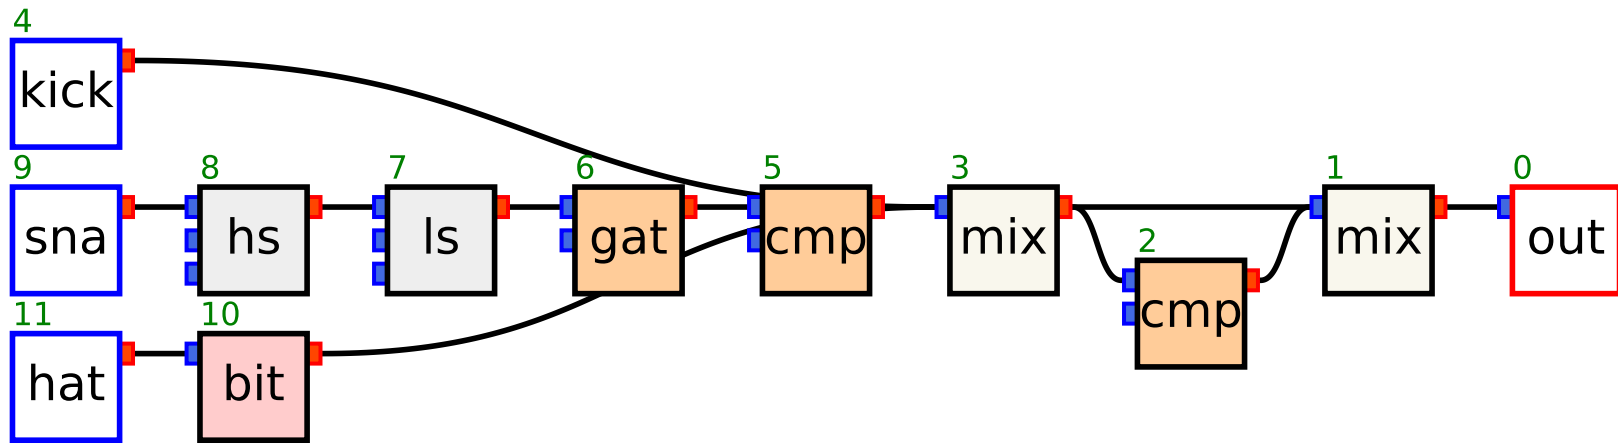 4
kick
9 8 7 6 5 3 1 0
sna hs ls gat cmp mix mix out
2
cmp
11 10
hat bit